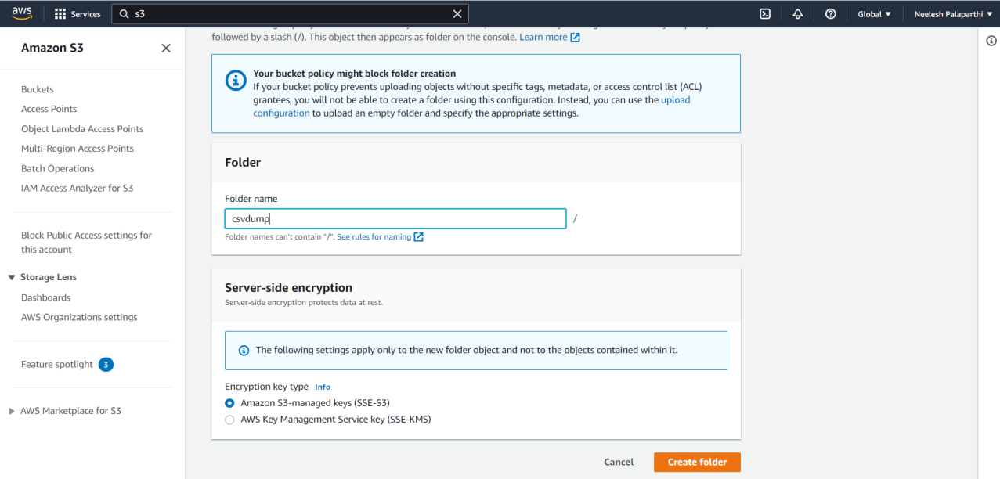 aws
Services
s3
Global
Neelesh Palaparthi
Amazon S3
Buckets
Access Points
Object Lambda Access Points
Multi-Region Access Points
Batch Operations
IAM Access Analyzer for S3
Block Public Access settings for
this account
Storage Lens
Dashboards
AWS Organizations settings
Feature spotlight 3
AWS Marketplace for S3
followed by a slash (/). This object then appears as folder on the console. Learn more
Your bucket policy might block folder creation
If your bucket policy prevents uploading objects without specific tags, metadata, or access control list (ACL)
grantees, you will not be able to create a folder using this configuration. Instead, you can use the upload
configuration to upload an empty folder and specify the appropriate settings.
Folder
Folder name
csvdump /
Folder names can't contain "/". See rules for naming
Server-side encryption
Server-side encryption protects data at rest.
The following settings apply only to the new folder object and not to the objects contained within it.
Encryption key type Info
Amazon S3-managed keys (SSE-S3)
AWS Key Management Service key (SSE-KMS)
Cancel
Create folder